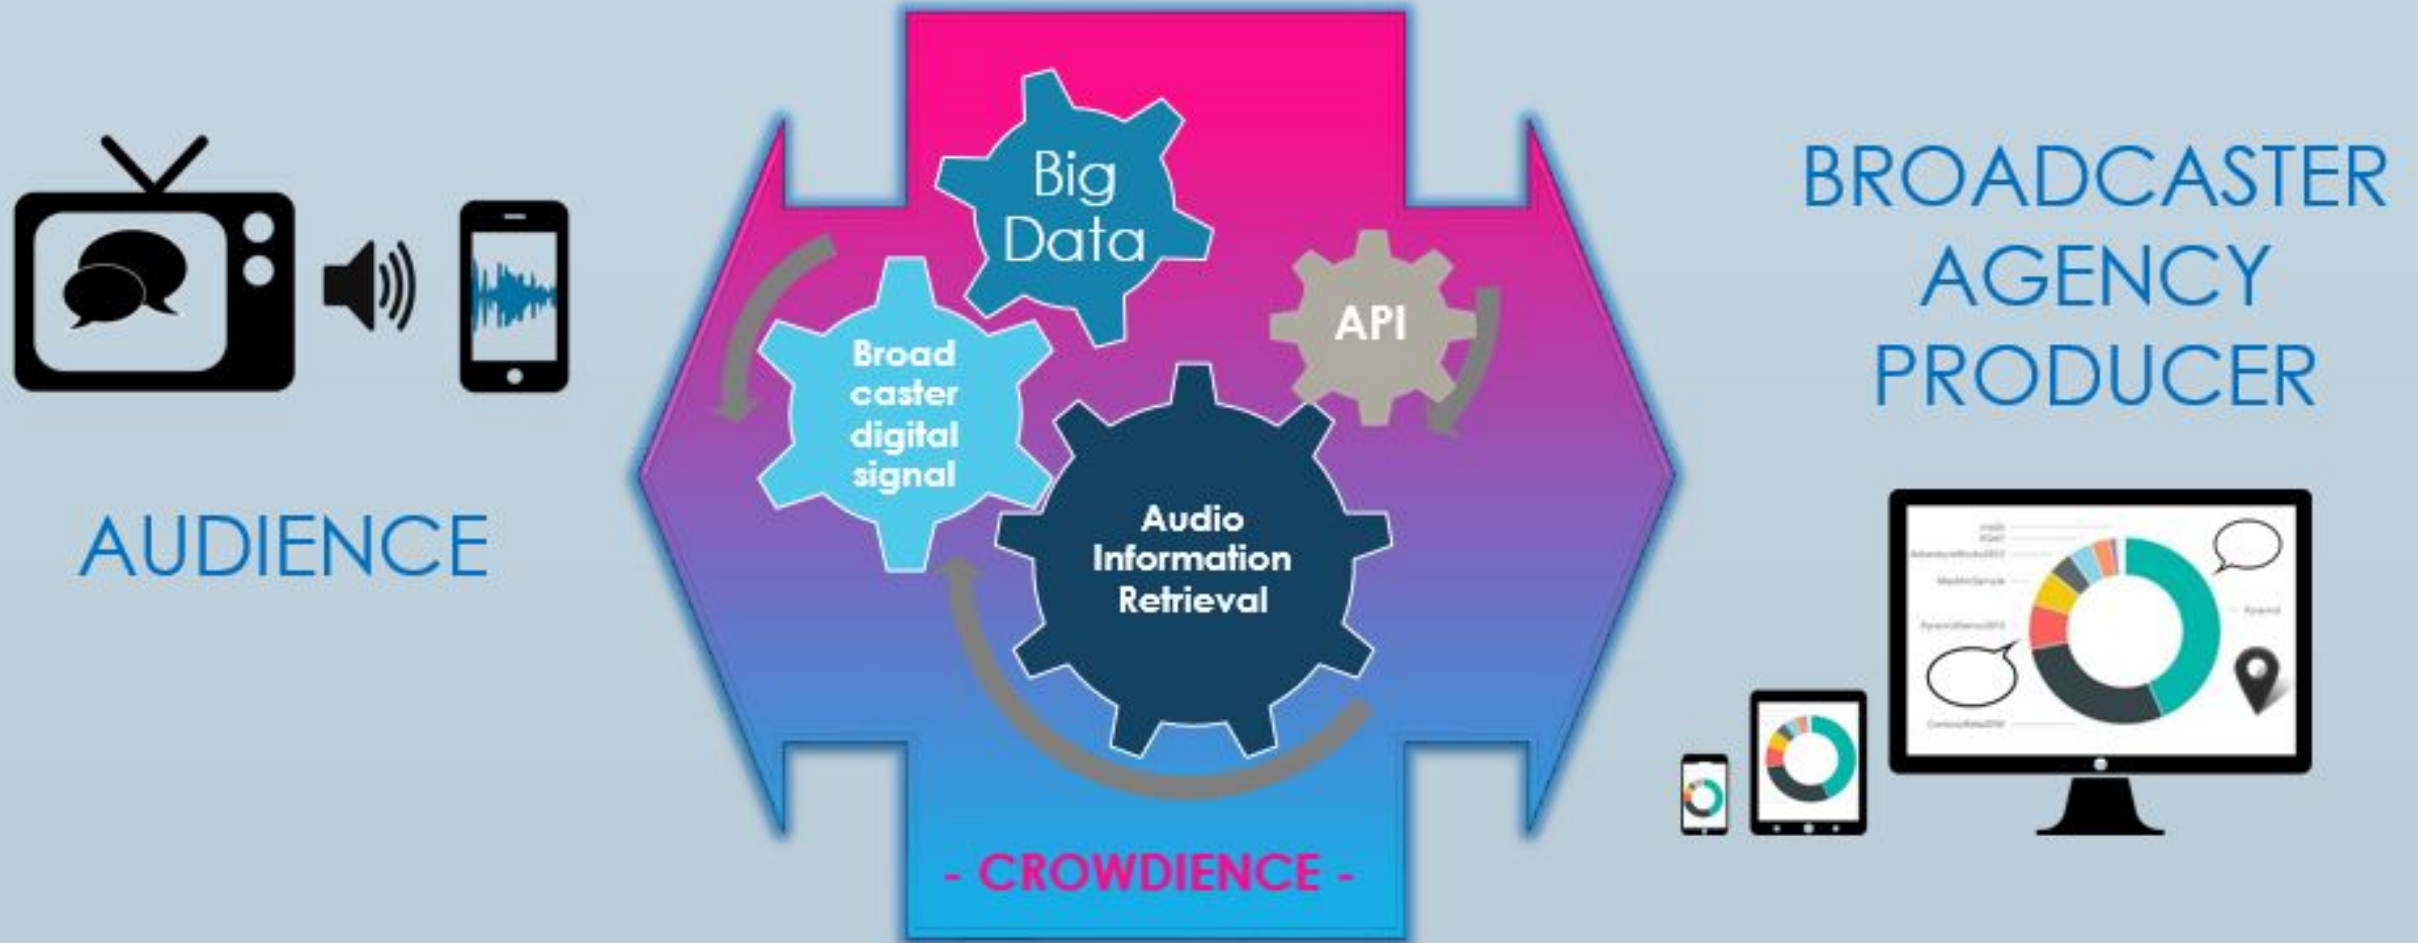 AUDIENCE
Big
Data
Broad
caster
digital
signal
API
Audio
Information
Retrieval
- CROWDIENCE -
BROADCASTER
AGENCY
PRODUCER